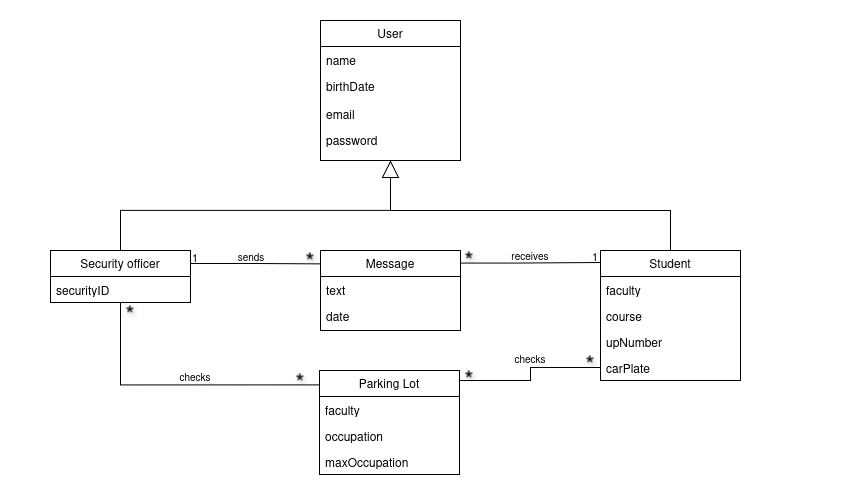 User
name
birthDate
email
password
Security officer
securityID
1
sends
*
Message
text
date
*
receives
1
Student
faculty
course
upNumber
carPlate
*
checks
*
Parking Lot
faculty
occupation
maxOccupation
*
checks
*